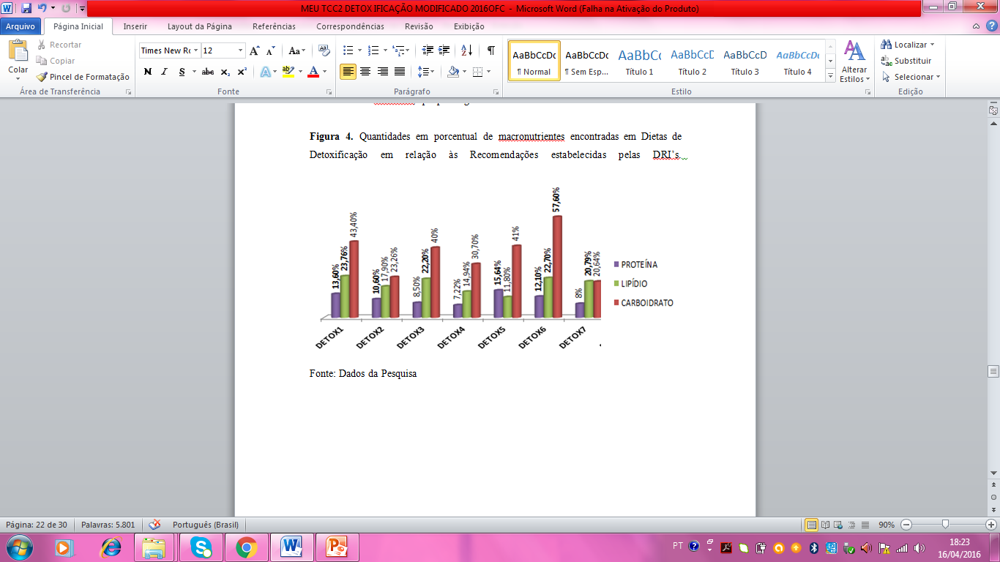 MEU TCC2 DETOXIFICAÇÃO MODIFICADO 2016OFC - Microsoft Word (Falha na Ativação do Produto)
Arquivo Página Inicial Inserir Layout da Página Referências Correspondências Revisão Exibição
Colar
Recortar
Copiar
Pincel de Formatação
Área de Transferência
Times New Ro 12
N I S abc x₂ x²
Fonte
Parágrafo
AaBbCcDc AaBbCcDc AaBbCc AaBbCcD AaBbCcD AaBbCcDc
¶ Normal ¶ Sem Esp... Título 1 Título 2 Título 3 Título 4
Alterar
Estilos
Estilo
Localizar
Substituir
Selecionar
Edição
Figura 4. Quantidades em porcentual de macronutrientes encontradas em Dietas de
Detoxificação em relação às Recomendações estabelecidas pelas DRI’s.
13,60% 23,76% 43,40%
10,60% 17,90% 23,26%
8,50% 22,20% 40%
7,22% 14,94% 30,70%
15,64% 11,80% 41%
12,10% 22,70% 57,60%
8% 20,79% 20,64%
DETOX1 DETOX2 DETOX3 DETOX4 DETOX5 DETOX6 DETOX7
PROTEÍNA
LIPÍDIO
CARBOIDRATO
Fonte: Dados da Pesquisa
Página: 22 de 30 Palavras: 5.801 Português (Brasil) 90%
PT 18:23
16/04/2016